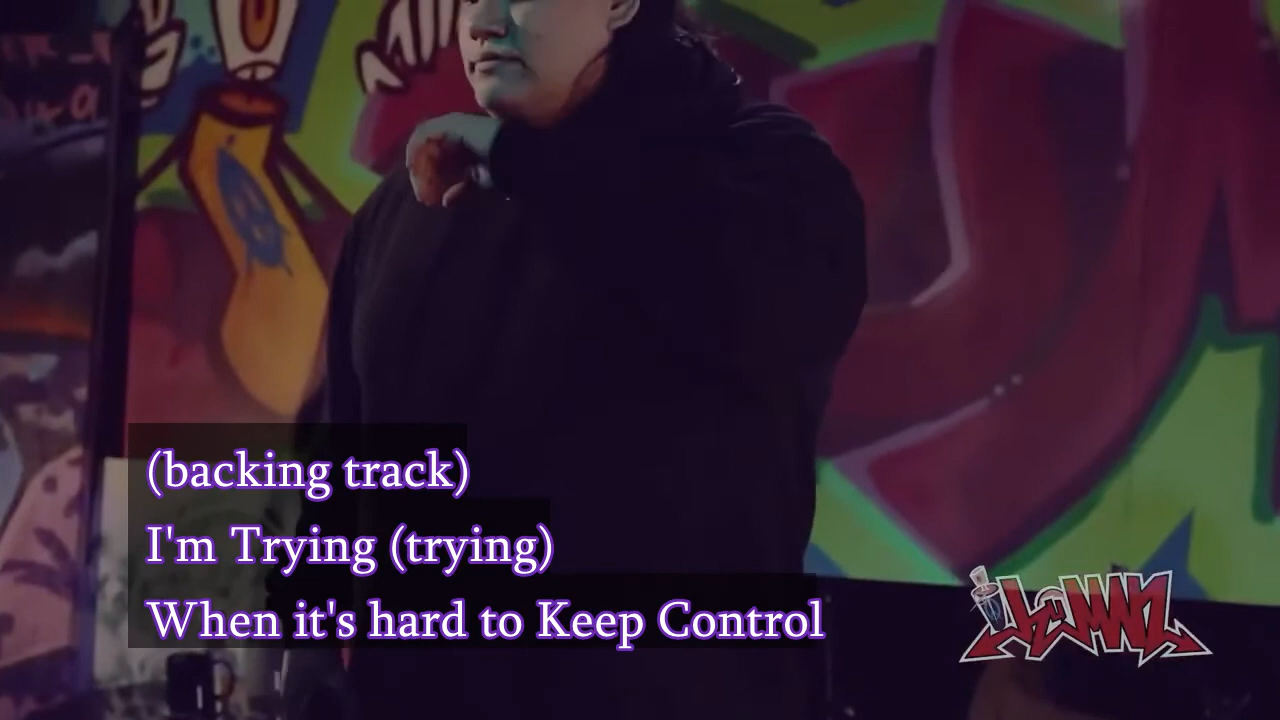 (backing track)
I'm Trying (trying)
When it's hard to Keep Control